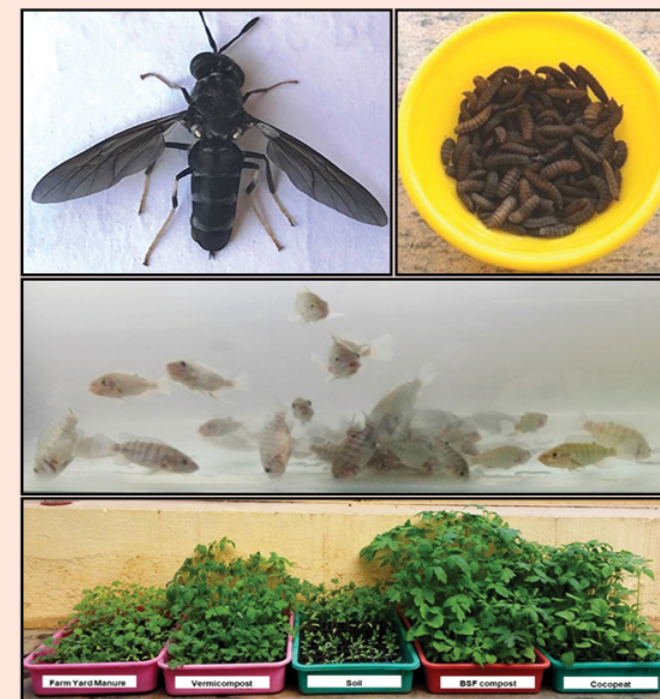 Farm Yard Manure
Vermicompost
Soil
BSF compost
Cocopeat